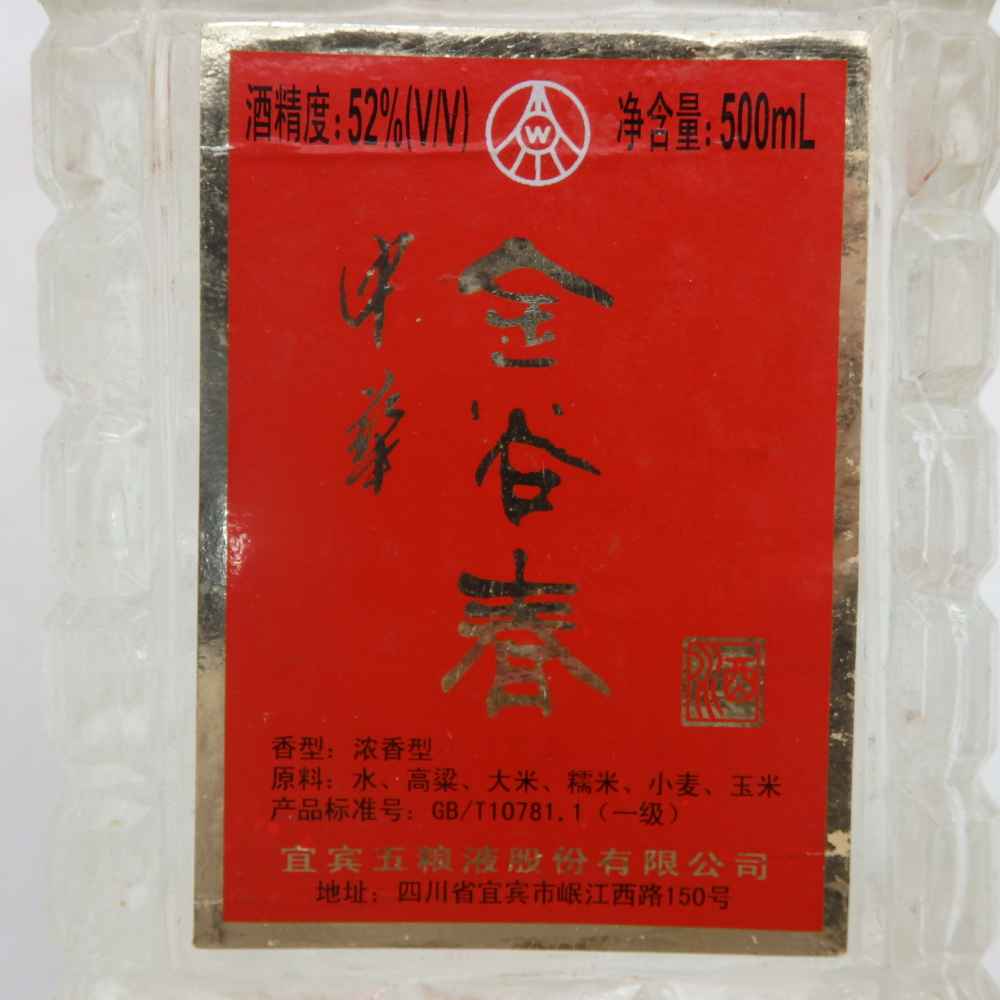 酒精度:52%(V/V)
W
净含量:500mL
中华
金谷春
酒
香型：浓香型
原料：水、高粱、大米、糯米、小麦、玉米
产品标准号：GB/T10781.1（一级）
宜宾五粮液股份有限公司
地址：四川省宜宾市岷江西路150号